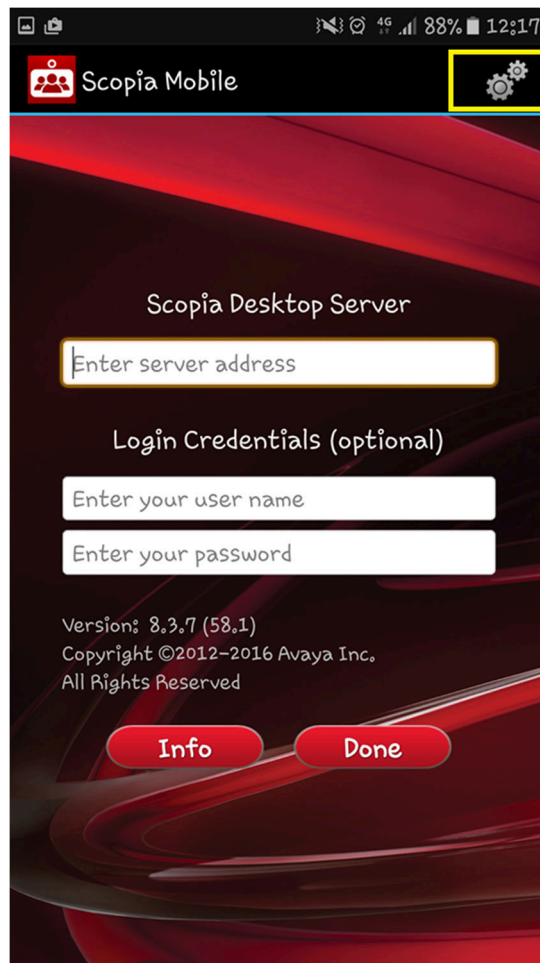 4G 88% 12:17
Scopia Mobile
Scopia Desktop Server
Enter server address
Login Credentials (optional)
Enter your user name
Enter your password
Version: 8.3.7 (58.1)
Copyright ©2012-2016 Avaya Inc.
All Rights Reserved
Info Done